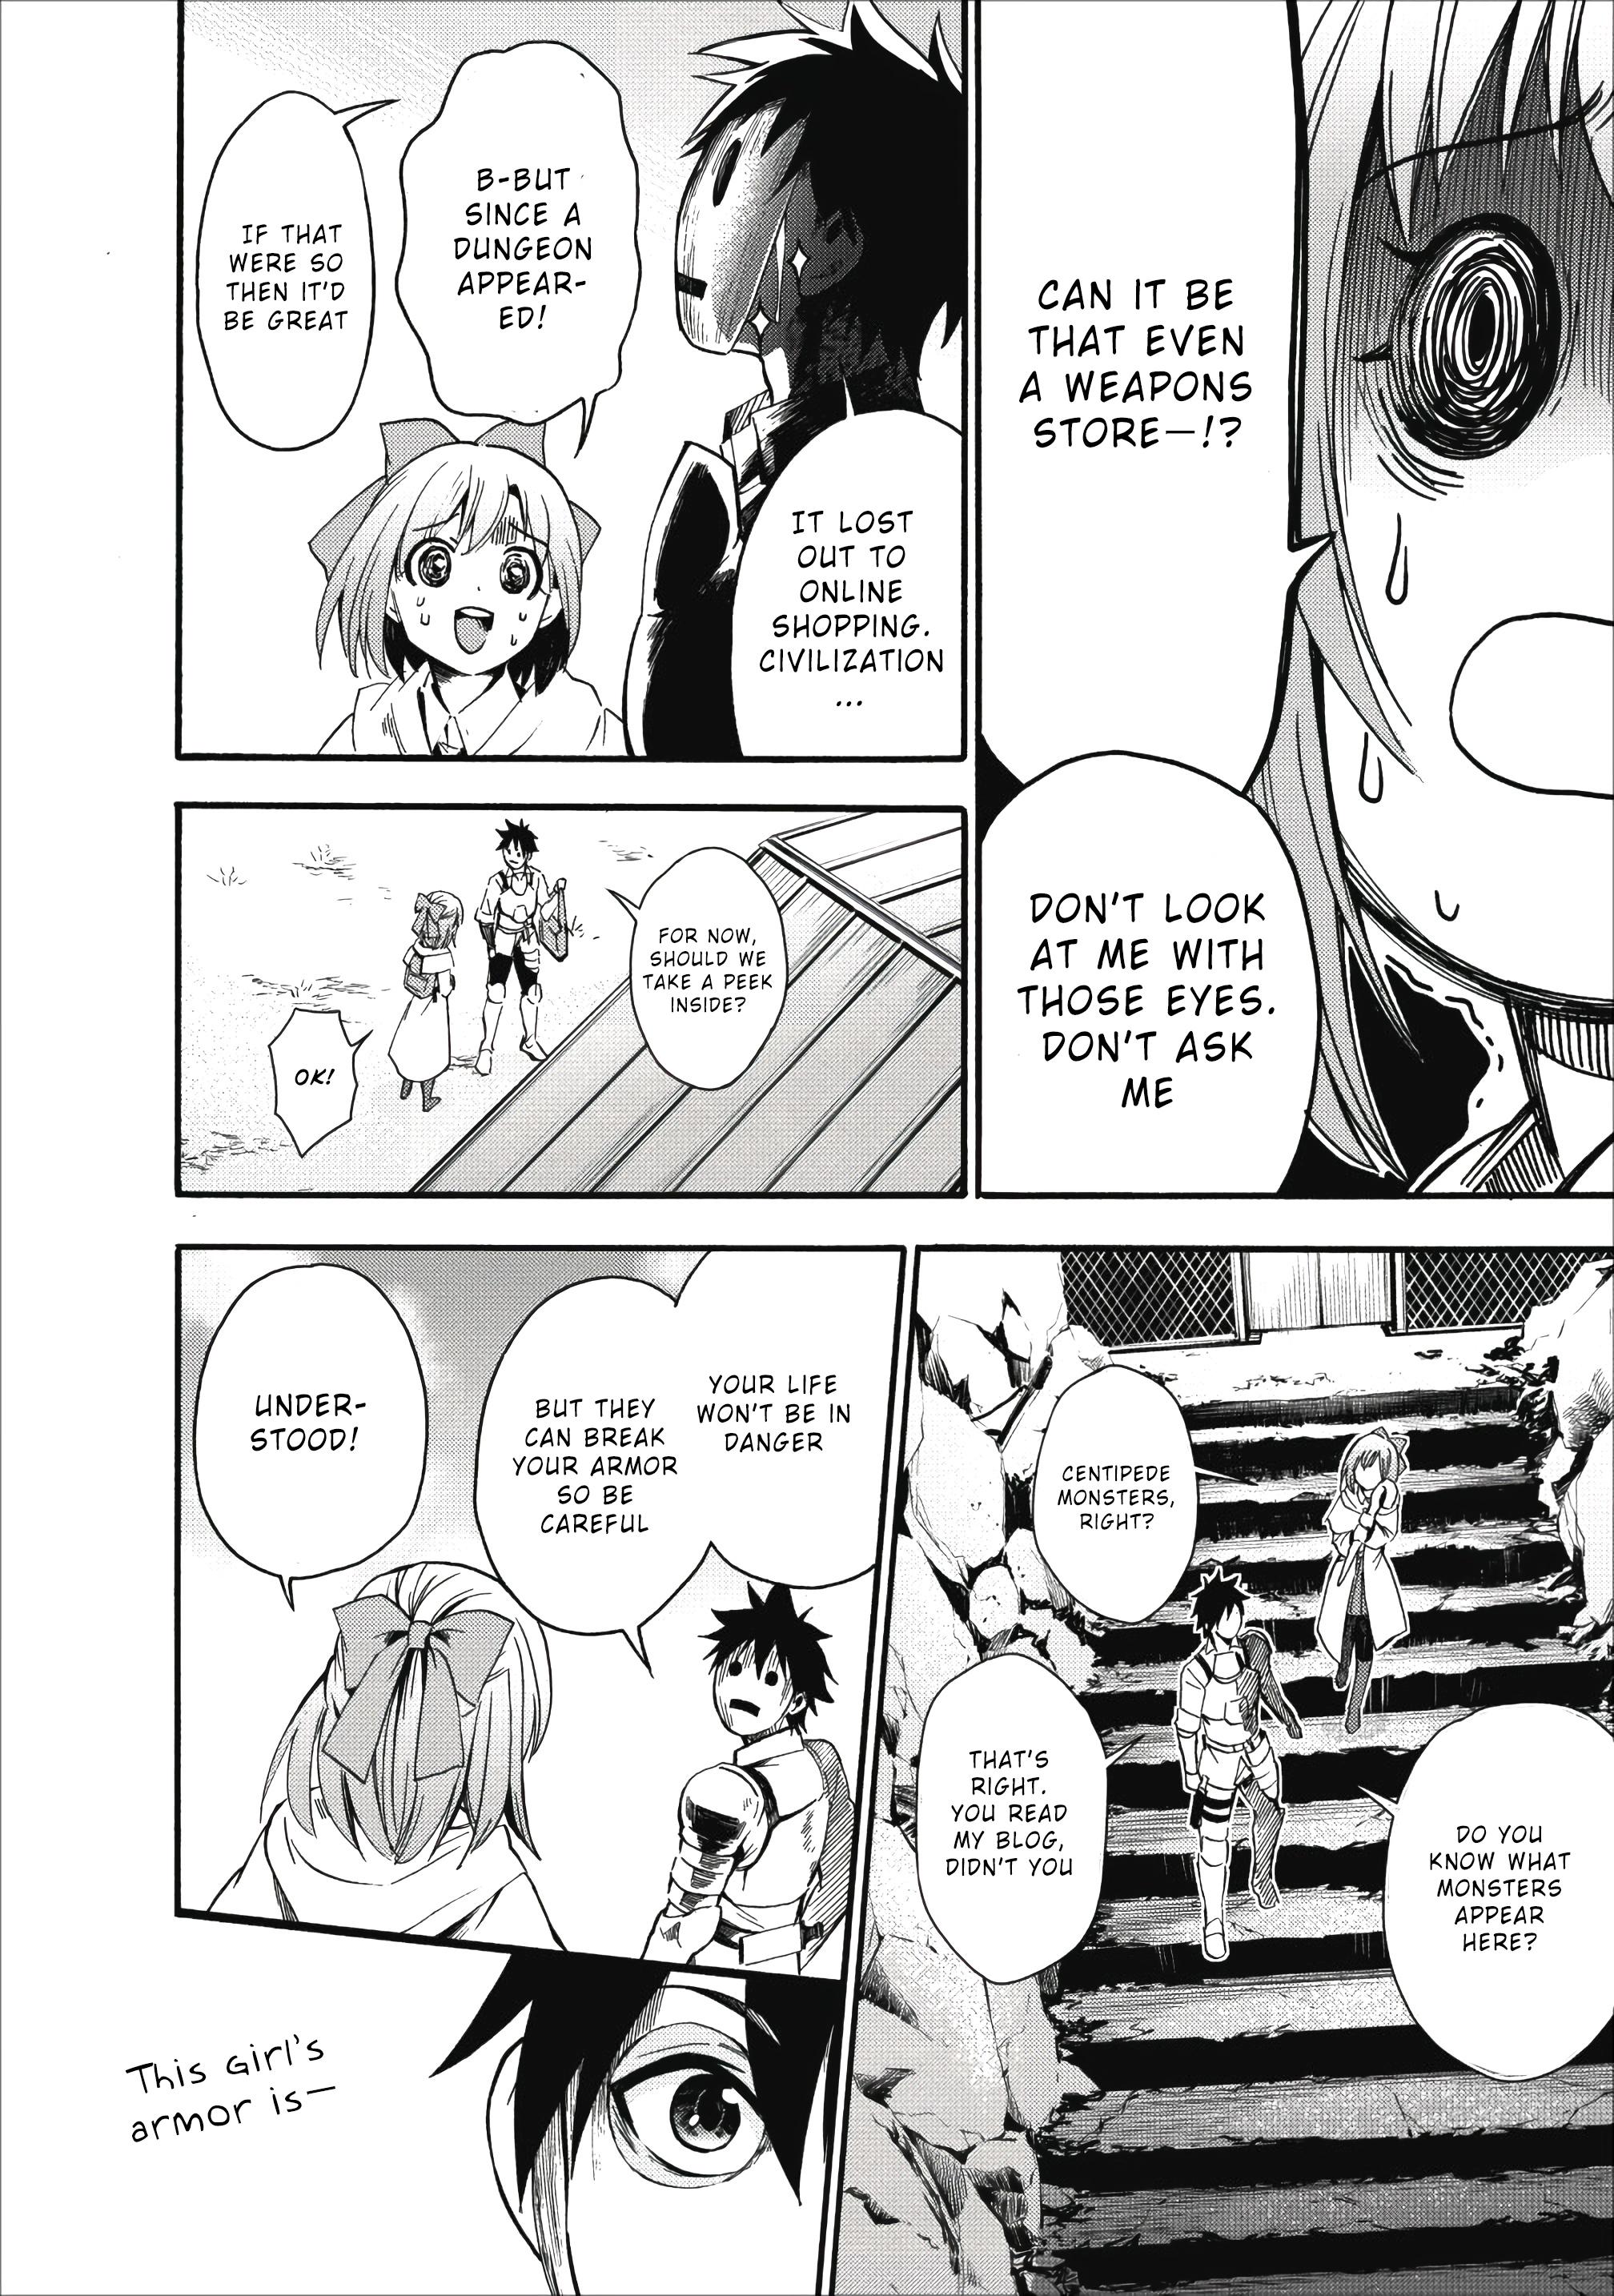 CAN IT BE
THAT EVEN
A WEAPONS
STORE—!?
DON'T LOOK
AT ME WITH
THOSE EYES.
DON'T ASK
ME
IT LOST
OUT TO
ONLINE
SHOPPING.
CIVILIZATION
...
B-BUT
SINCE A
DUNGEON
APPEAR-
ED!
IF THAT
WERE SO
THEN IT'D
BE GREAT
FOR NOW,
SHOULD WE
TAKE A PEEK
INSIDE?
OK!
CENTIPEDE
MONSTERS,
RIGHT?
DO YOU
KNOW WHAT
MONSTERS
APPEAR
HERE?
THAT'S
RIGHT.
YOU READ
MY BLOG,
DIDN'T YOU
YOUR LIFE
WON'T BE IN
DANGER
BUT THEY
CAN BREAK
YOUR ARMOR
SO BE
CAREFUL
UNDER-
STOOD!
This Girl's
armor is—